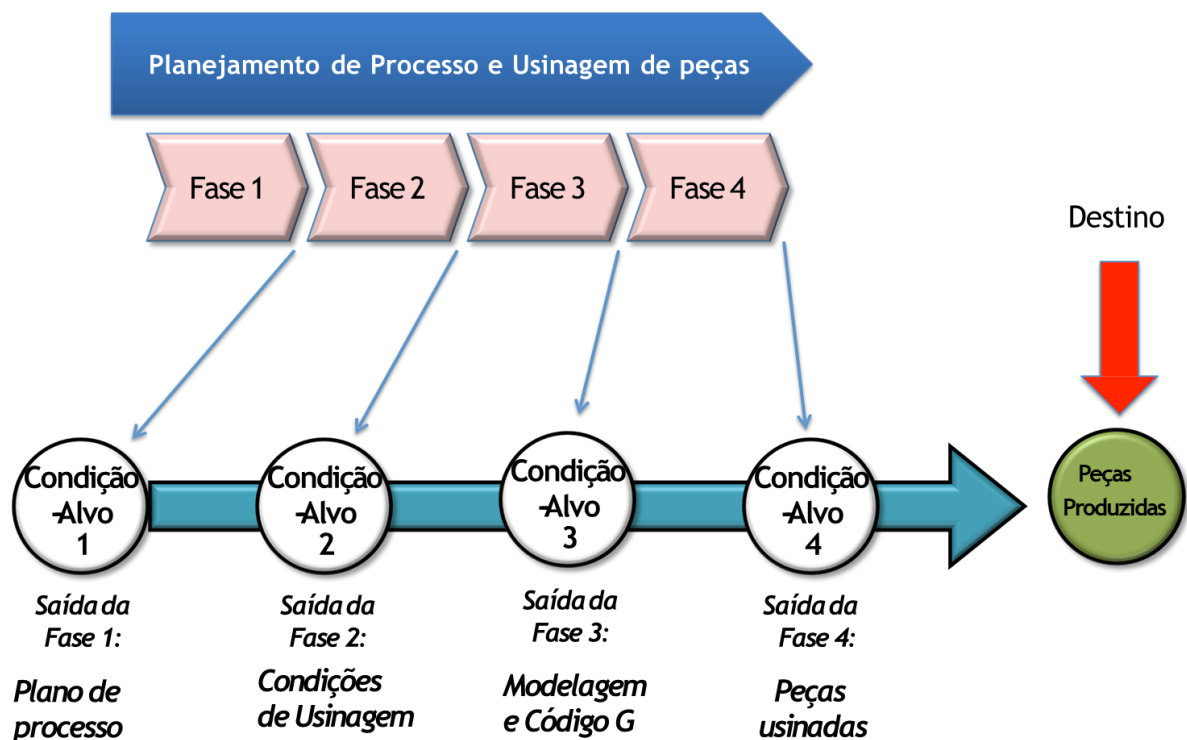 Planejamento de Processo e Usinagem de peças
Fase 1
Fase 2
Fase 3
Fase 4
Destino
Condição
-Alvo
1
Condição
-Alvo
2
Condição
-Alvo
3
Condição
-Alvo
4
Peças
Produzidas
Saída da
Fase 1:
Plano de
processo
Saída da
Fase 2:
Condições
de Usinagem
Saída da
Fase 3:
Modelagem
e Código G
Saída da
Fase 4:
Peças
usinadas